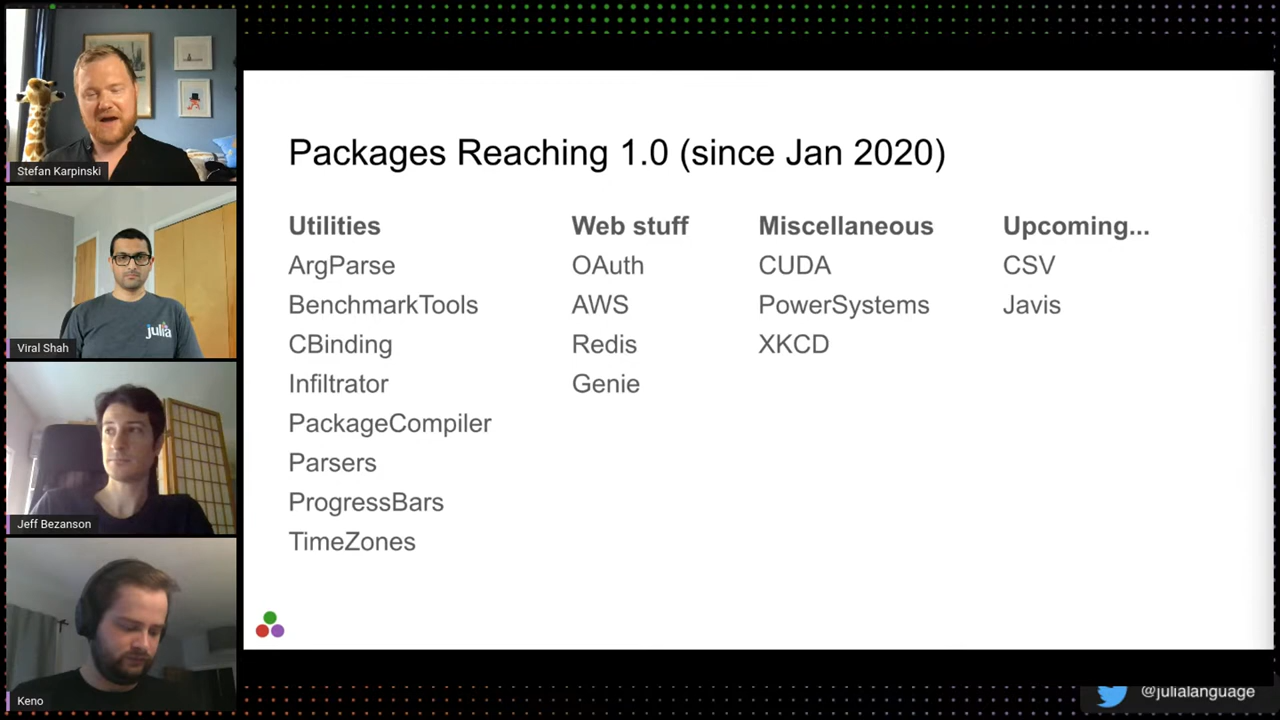 Stefan Karpinski
Viral Shah
julia
Jeff Bezanson
Keno
Packages Reaching 1.0 (since Jan 2020)
Utilities
ArgParse
BenchmarkTools
CBinding
Infiltrator
PackageCompiler
Parsers
ProgressBars
TimeZones
Web stuff
OAuth
AWS
Redis
Genie
Miscellaneous
CUDA
PowerSystems
XKCD
Upcoming...
CSV
Javis
@julialanguage